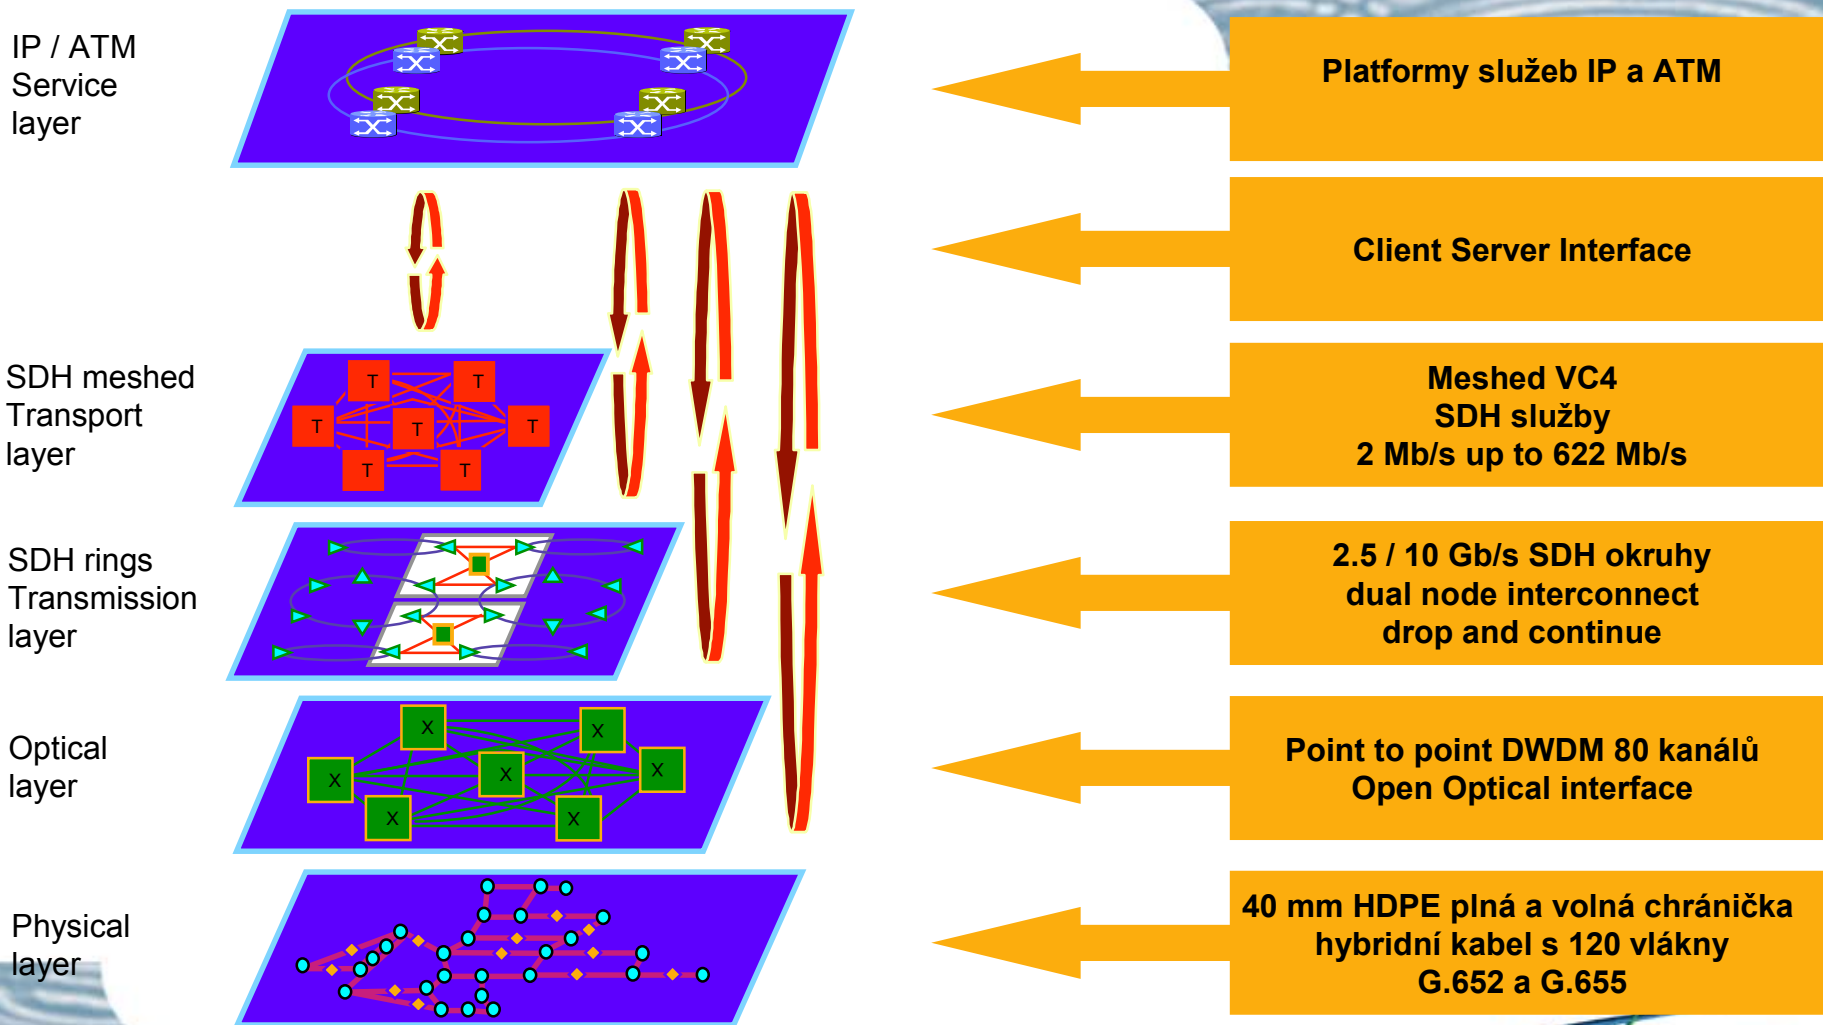 IP / ATM
Service
layer
Platformy služeb IP a ATM
Client Server Interface
SDH meshed
Transport
layer
T
T
T
T
T
T
T
Meshed VC4
SDH služby
2 Mb/s up to 622 Mb/s
SDH rings
Transmission
layer
2.5 / 10 Gb/s SDH okruhy
dual node interconnect
drop and continue
Optical
layer
X
X
X
X
X
X
X
Point to point DWDM 80 kanálů
Open Optical interface
Physical
layer
40 mm HDPE plná a volná chránička
hybridní kabel s 120 vlákny
G.652 a G.655